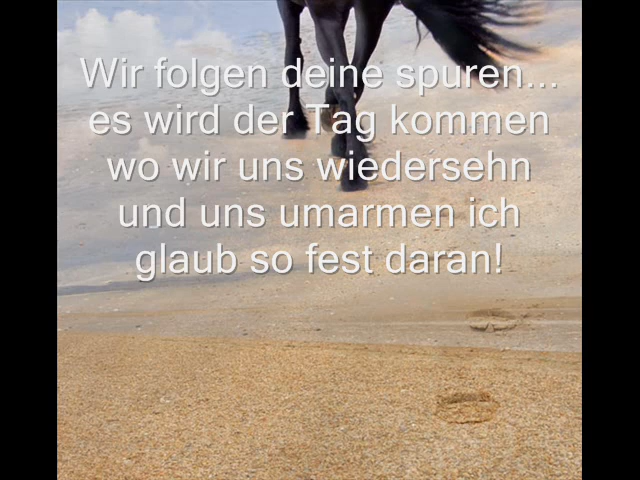 Wir folgen deine spuren...
es wird der Tag kommen
wo wir uns wiedersehn
und uns umarmen ich
glaub so fest daran!